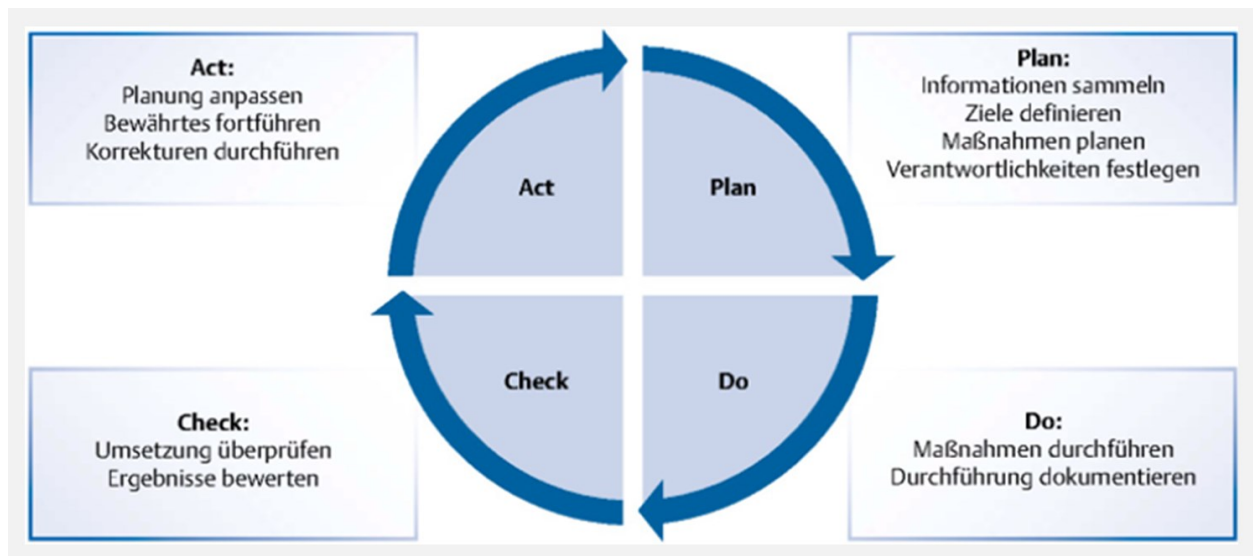 Act:
Planung anpassen
Bewährtes fortführen
Korrekturen durchführen
Plan:
Informationen sammeln
Ziele definieren
Maßnahmen planen
Verantwortlichkeiten festlegen
Act
Plan
Check
Do
Check:
Umsetzung überprüfen
Ergebnisse bewerten
Do:
Maßnahmen durchführen
Durchführung dokumentieren